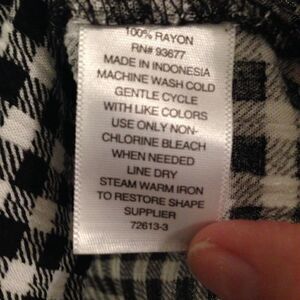 100% RAYON
RN# 93677
MADE IN INDONESIA
MACHINE WASH COLD
GENTLE CYCLE
WITH LIKE COLORS
USE ONLY NON-
CHLORINE BLEACH
WHEN NEEDED
LINE DRY
STEAM WARM IRON
TO RESTORE SHAPE
SUPPLIER
72613-3